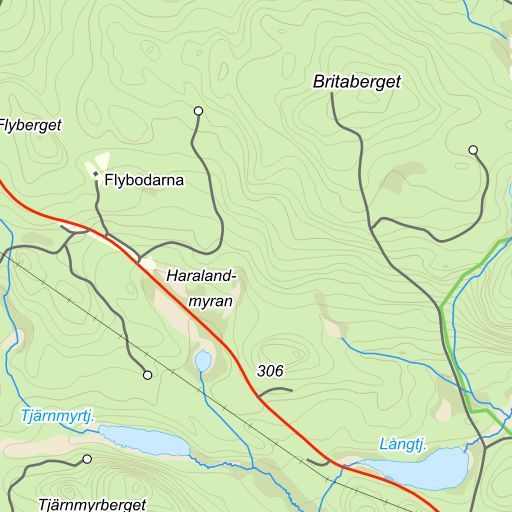 Britaberget
Flyberget
Flybodarna
Haraland-
myran
306
Tjärnmyrtj.
Långtj.
Tjärnmyrberget